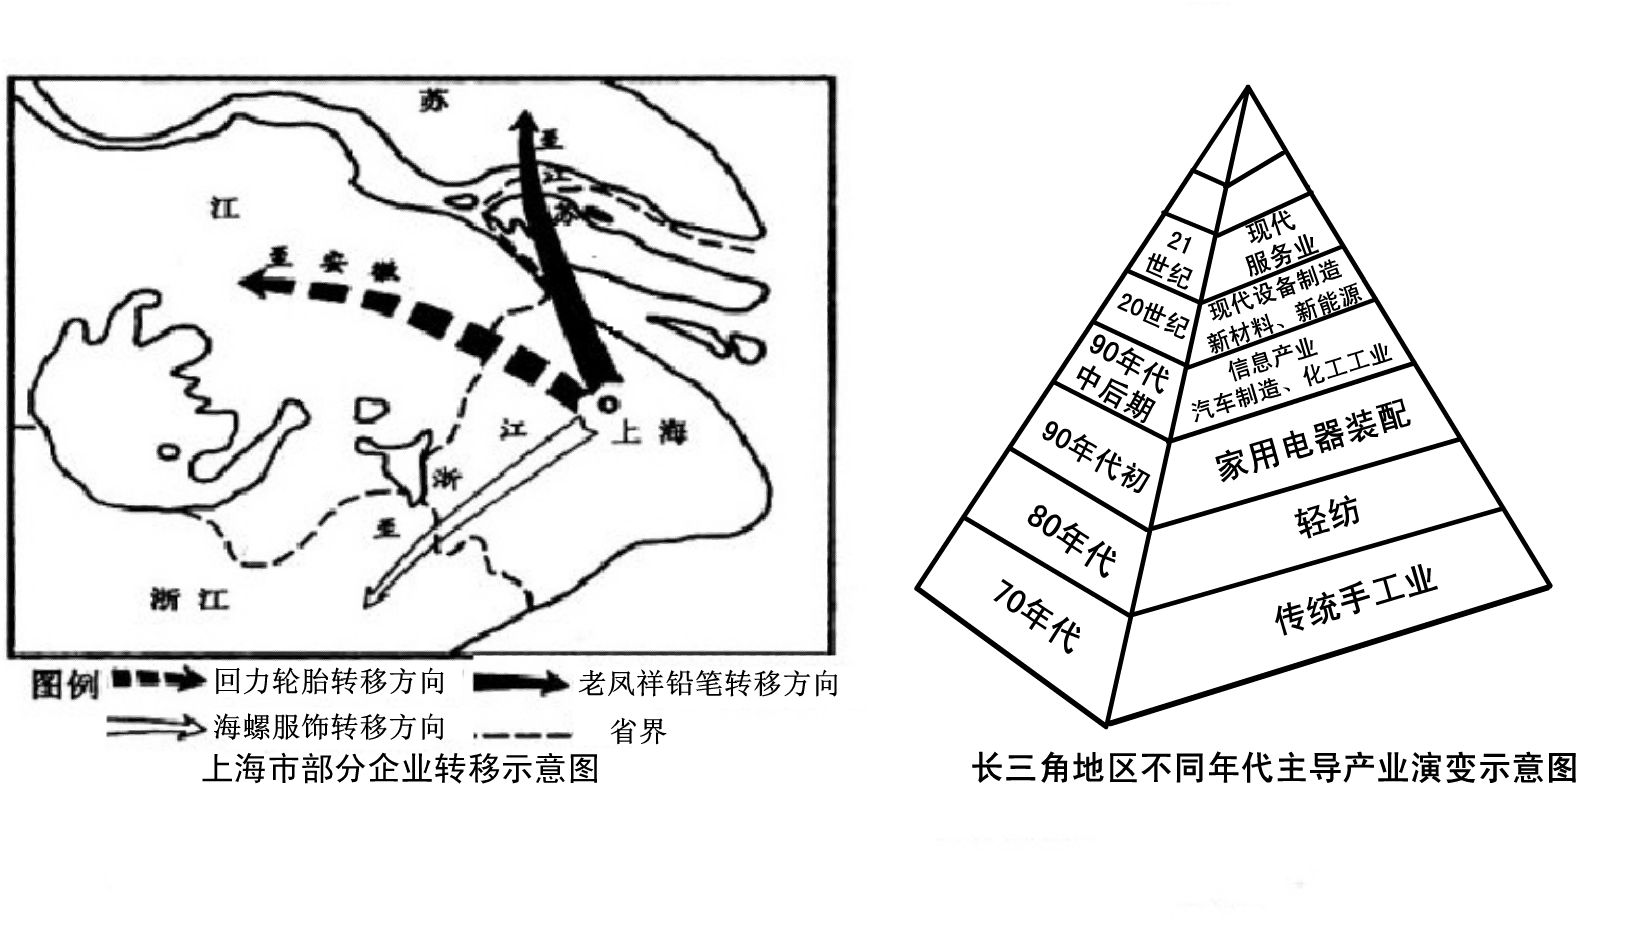 苏
至
江
苏
江
至安徽
江
上海
浙
至
浙江
图例
回力轮胎转移方向
老凤祥铅笔转移方向
海螺服饰转移方向
省界
上海市部分企业转移示意图
21
世纪
现代
服务业
20世纪
现代设备制造
新材料、新能源
90年代
中后期
信息产业
汽车制造、化工工业
90年代初
家用电器装配
80年代
轻纺
70年代
传统手工业
长三角地区不同年代主导产业演变示意图